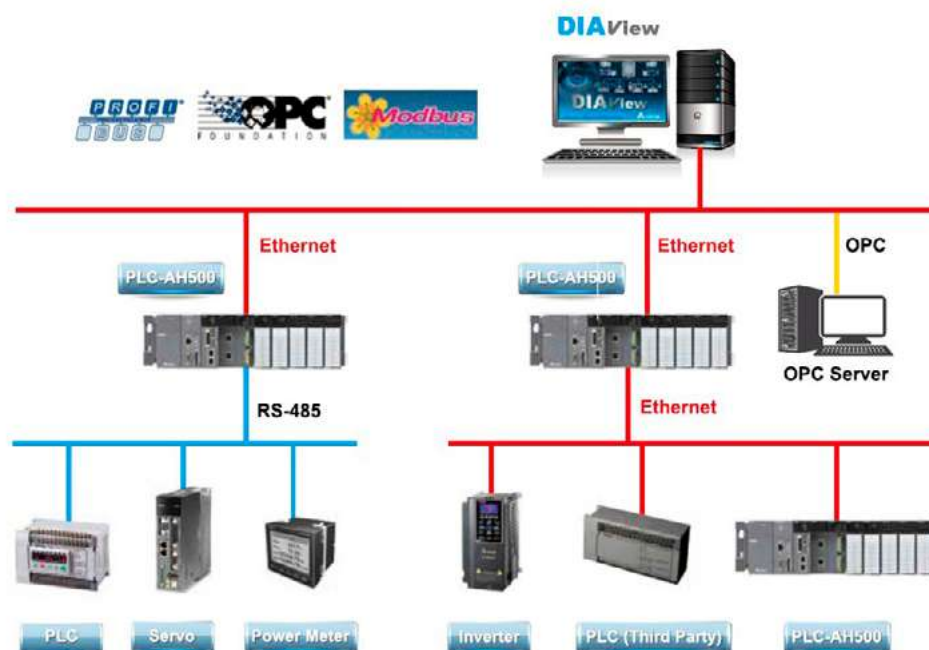 DIAView
DIAView
PROFI
BUS
OPC
FOUNDATION
Modbus
Ethernet
Ethernet
OPC
PLC-AH500
PLC-AH500
OPC Server
RS-485
Ethernet
PLC
Servo
Power Meter
Inverter
PLC (Third Party)
PLC-AH500